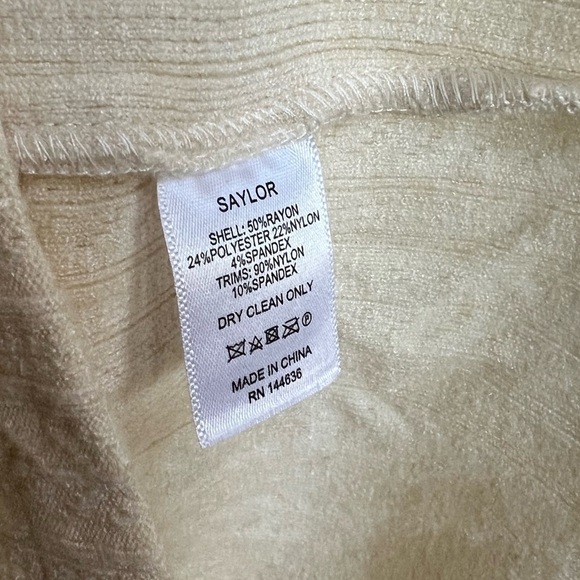 SAYLOR
SHELL: 50%RAYON
24%POLYESTER 22%NYLON
4%SPANDEX
TRIMS: 90%NYLON
10%SPANDEX
DRY CLEAN ONLY
P
MADE IN CHINA
RN 144636